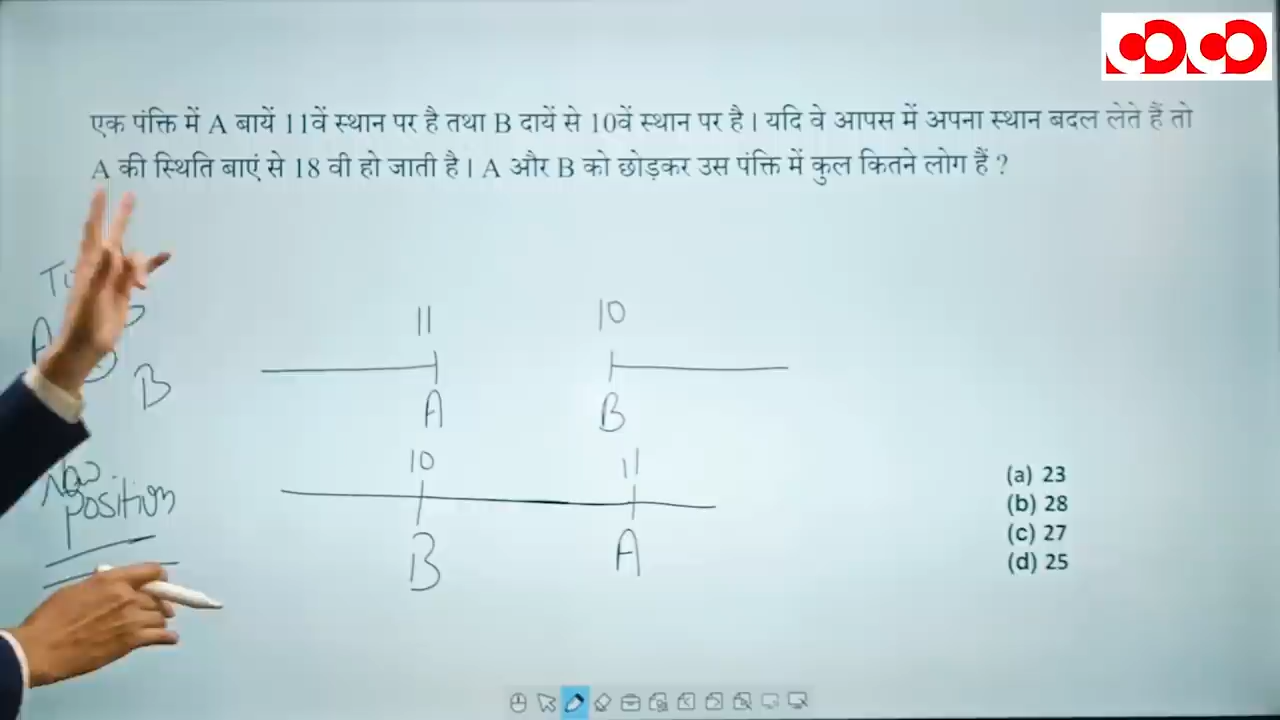 एक पंक्ति में A बायें 11वें स्थान पर है तथा B दायें से 10वें स्थान पर है । यदि वे आपस में अपना स्थान बदल लेते हैं तो
A की स्थिति बाएं से 18 वी हो जाती है । A और B को छोड़कर उस पंक्ति में कुल कितने लोग हैं ?
11 10
A B
B
10 11
New
position
B A
(a) 23
(b) 28
(c) 27
(d) 25